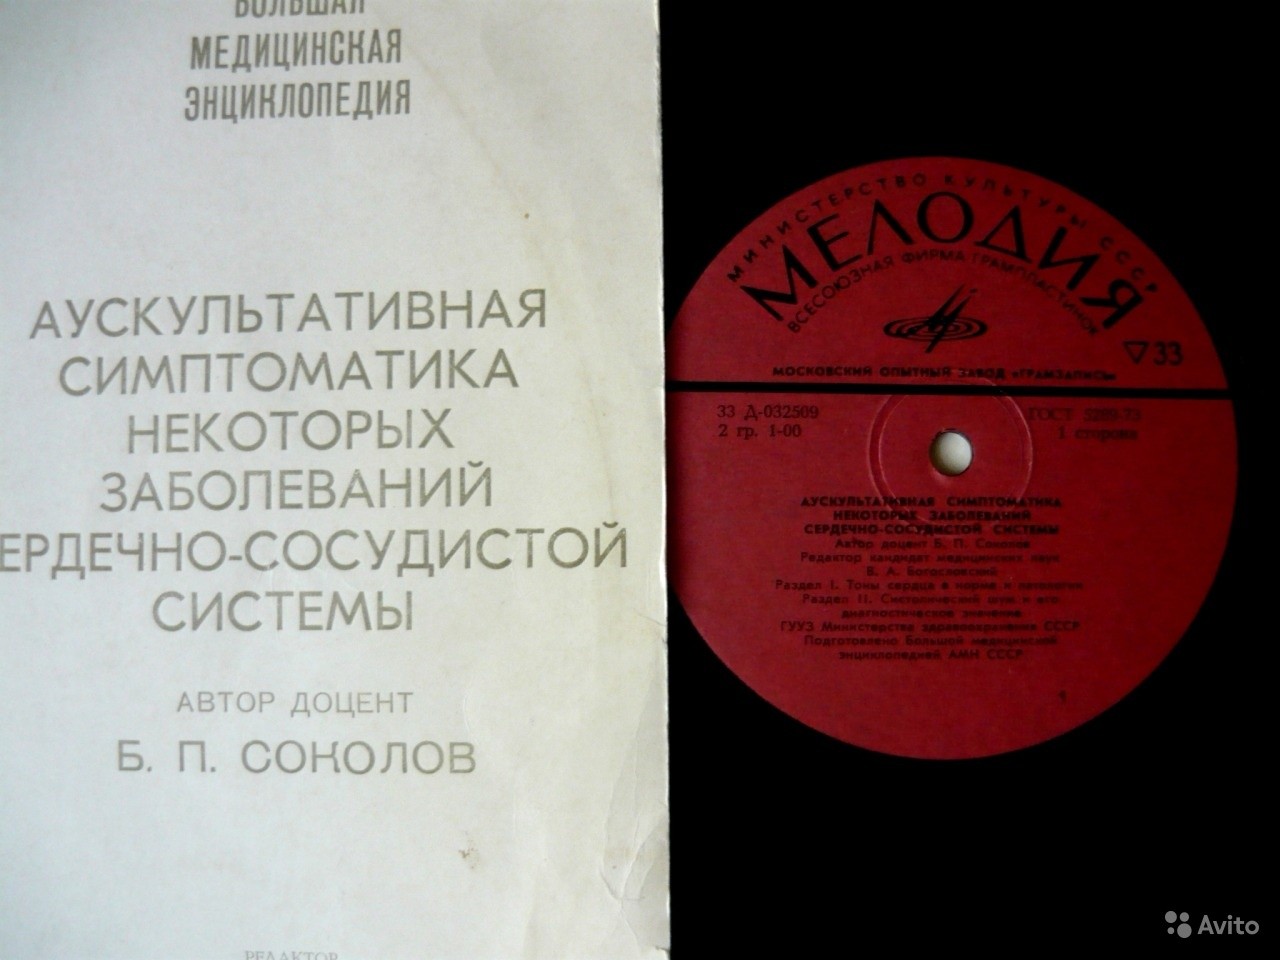 БОЛЬШАЯ
МЕДИЦИНСКАЯ
ЭНЦИКЛОПЕДИЯ
АУСКУЛЬТАТИВНАЯ
СИМПТОМАТИКА
НЕКОТОРЫХ
ЗАБОЛЕВАНИЙ
ЕРДЕЧНО-СОСУДИСТОЙ
СИСТЕМЫ
АВТОР ДОЦЕНТ
Б. П. СОКОЛОВ
РЕДАКТОР
МИНИСТЕРСТВО КУЛЬТУРЫ СССР
МЕЛОДИЯ
ВСЕСОЮЗНАЯ ФИРМА ГРАМПЛАСТИНОК
33
МОСКОВСКИЙ ОПЫТНЫЙ ЗАВОД «ГРАМЗАПИСЬ»
33 Д-032509 ГОСТ 5289-73
2 гр. 1-00 1 сторона
АУСКУЛЬТАТИВНАЯ СИМПТОМАТИКА
НЕКОТОРЫХ ЗАБОЛЕВАНИЙ
СЕРДЕЧНО-СОСУДИСТОЙ СИСТЕМЫ
Автор доцент Б. П. Соколов
Редактор кандидат медицинских наук
В. А. Богословский
Раздел I. Тоны сердца в норме и патологии
Раздел II. Систолический шум и его
диагностическое значение
ГУУЗ Министерства здравоохранения СССР
Подготовлено Большой медицинской
энциклопедией АМН СССР
Avito